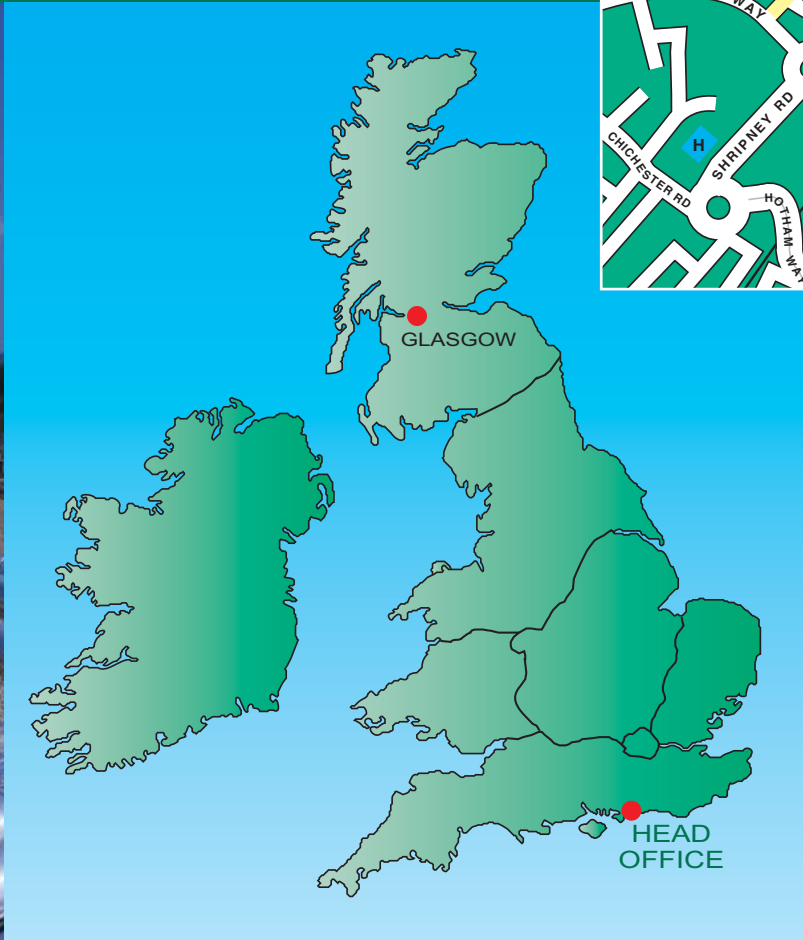 WAY
SHRIPNEY RD
H
CHICHESTER RD
HOTHAM WAY
GLASGOW
HEAD
OFFICE